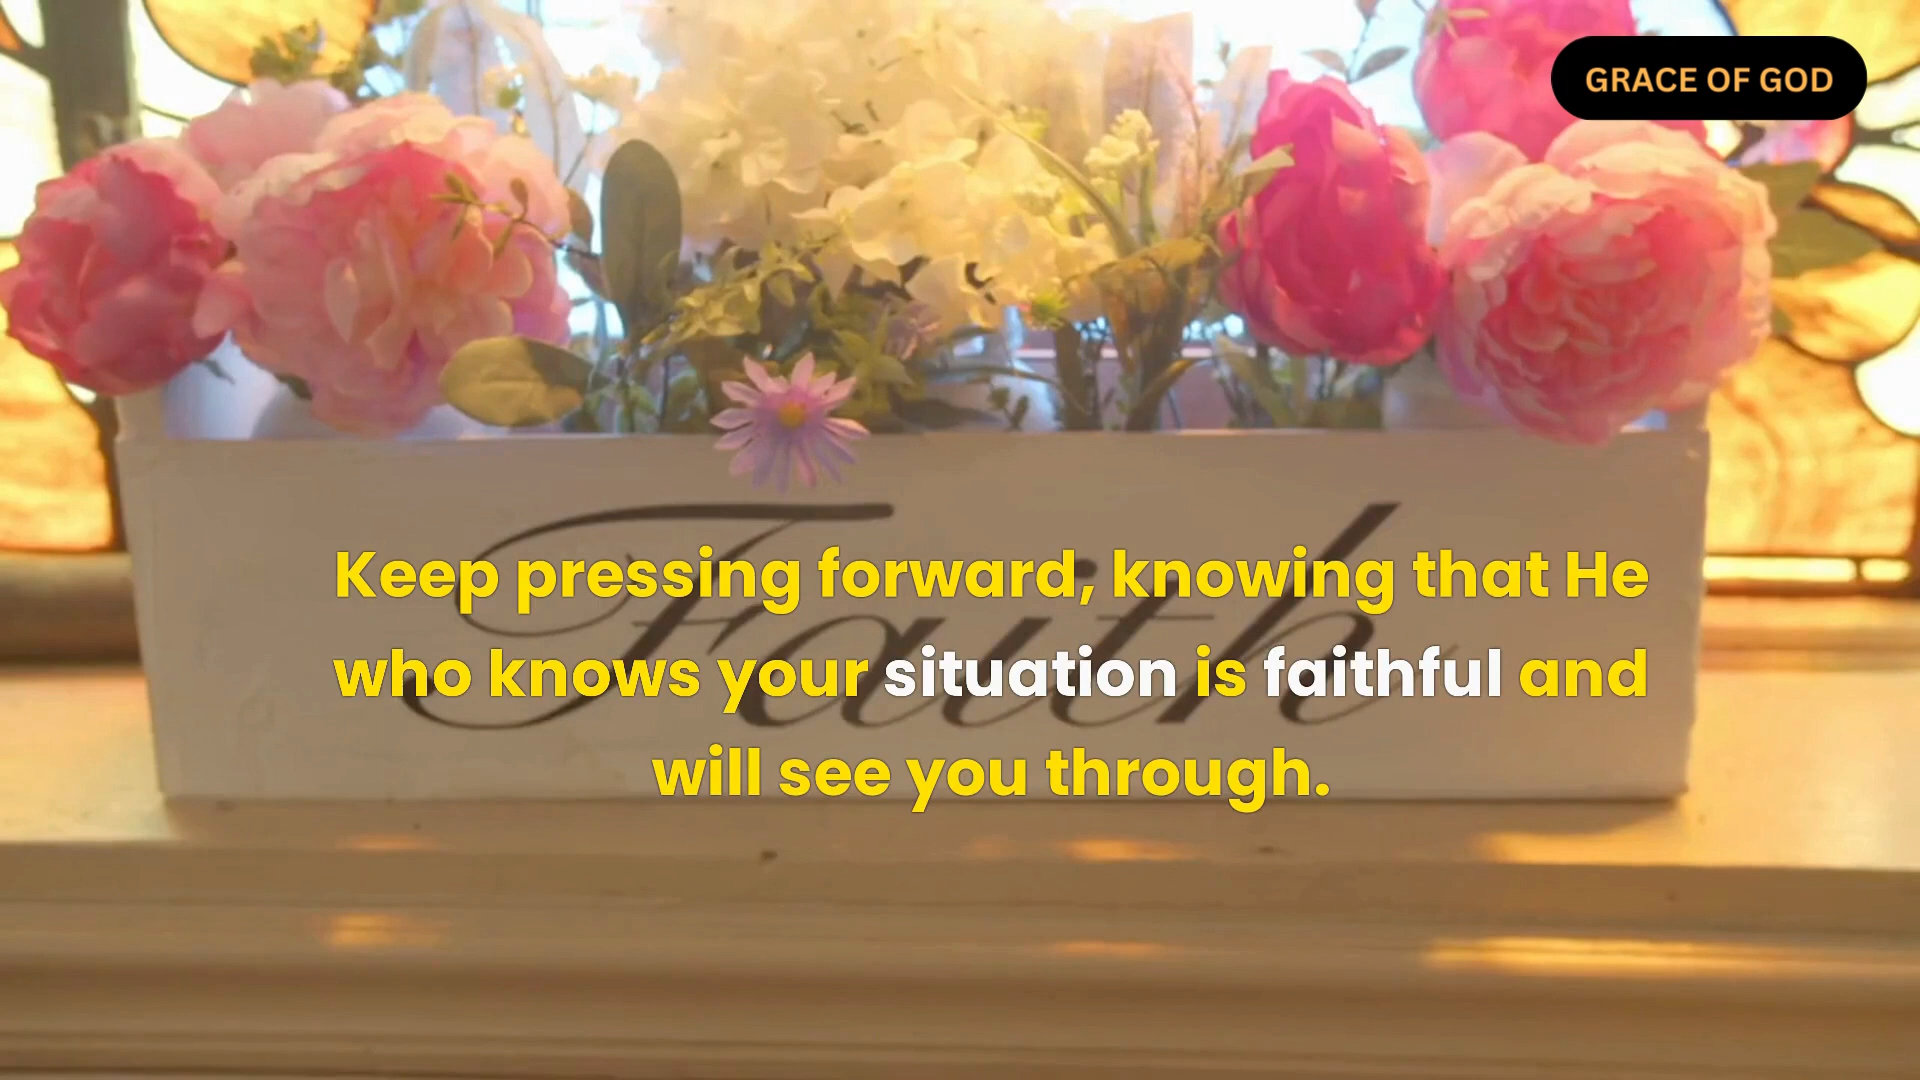 GRACE OF GOD
Faith
Keep pressing forward, knowing that He
who knows your situation is faithful and
will see you through.